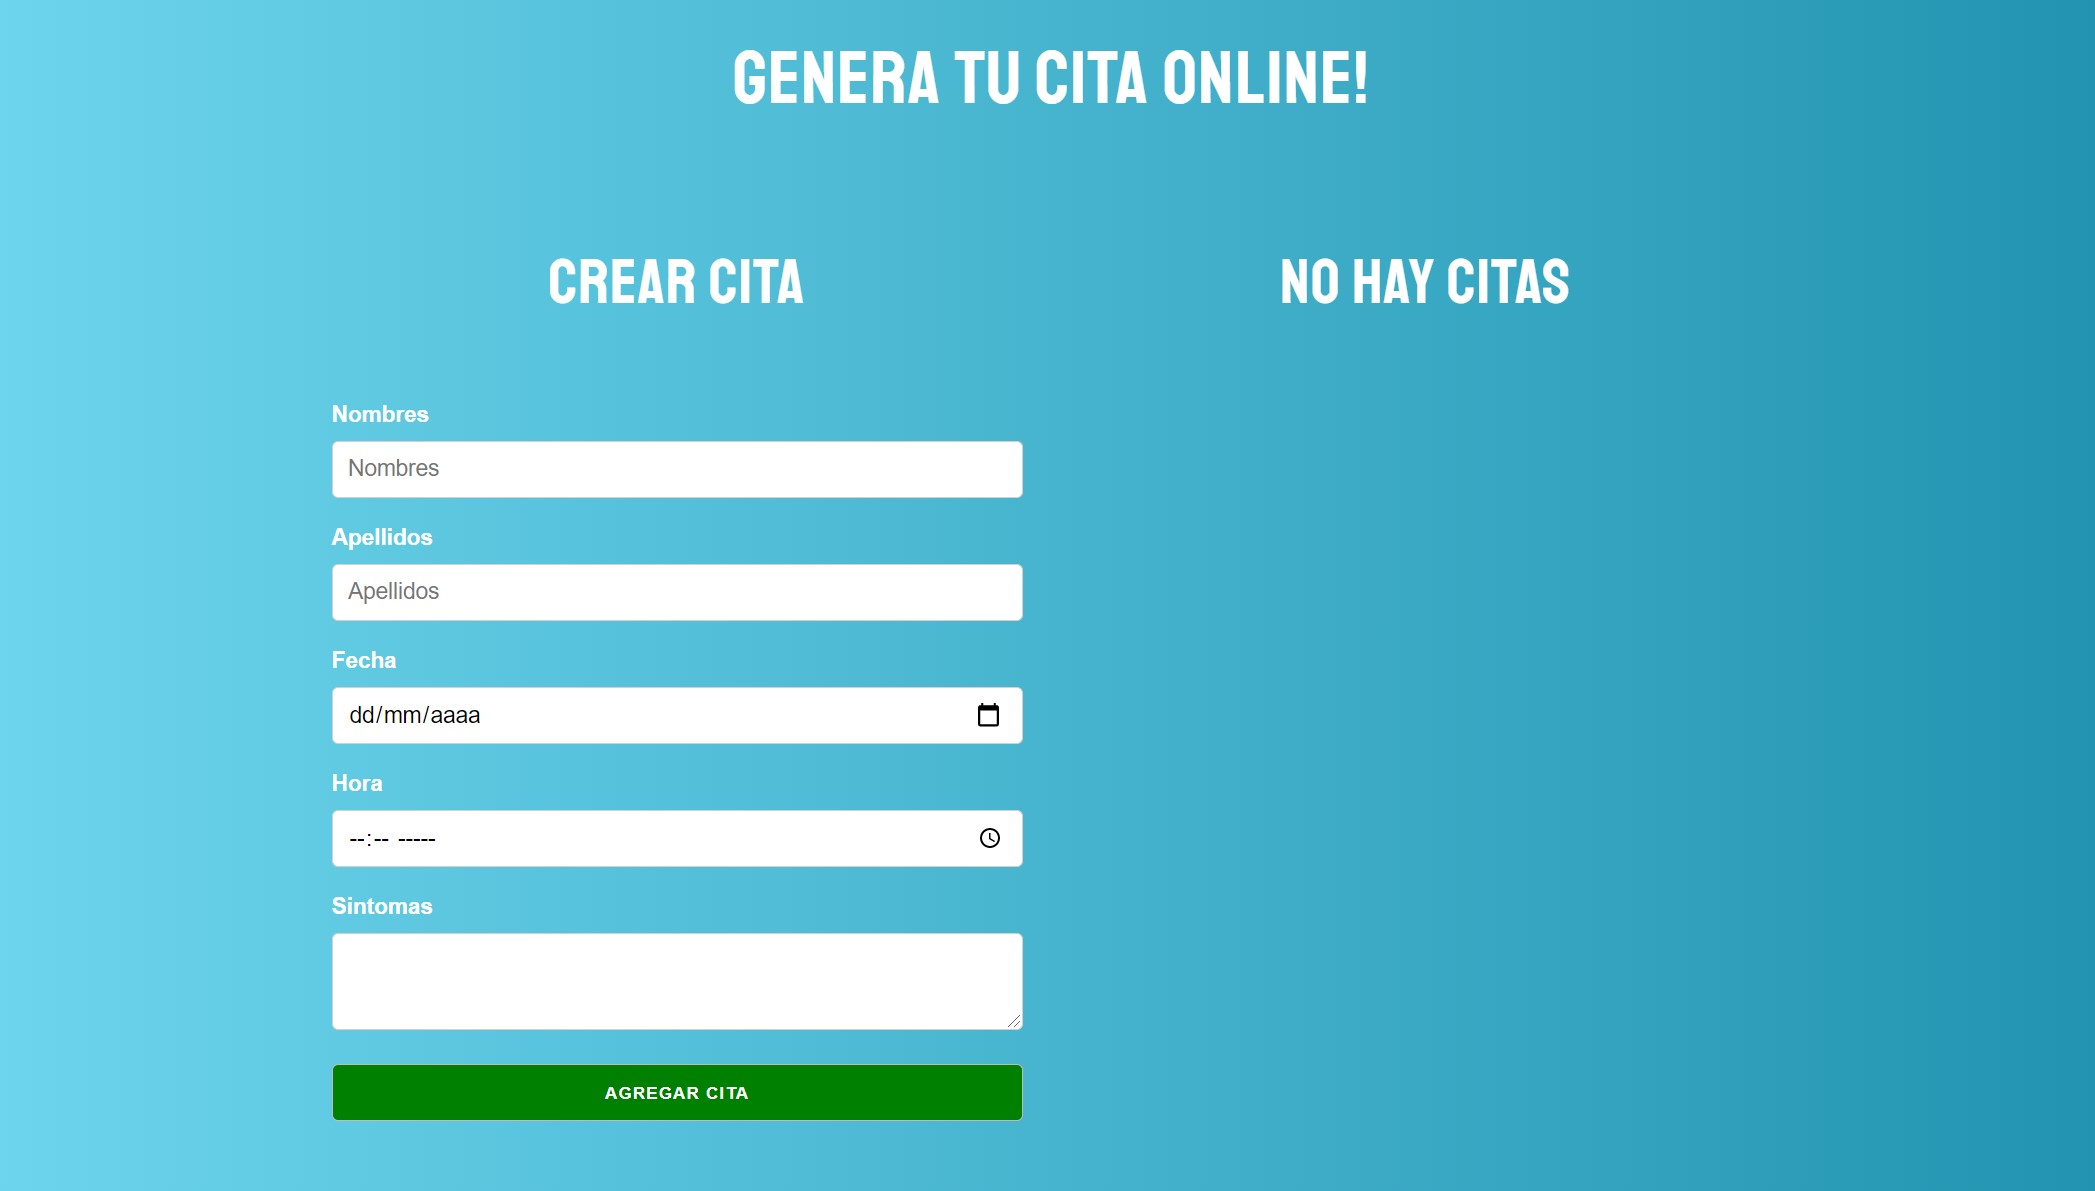 GENERA TU CITA ONLINE!
CREAR CITA
NO HAY CITAS
Nombres
Nombres
Apellidos
Apellidos
Fecha
dd/mm/aaaa
Hora
--:-- -----
Sintomas
AGREGAR CITA